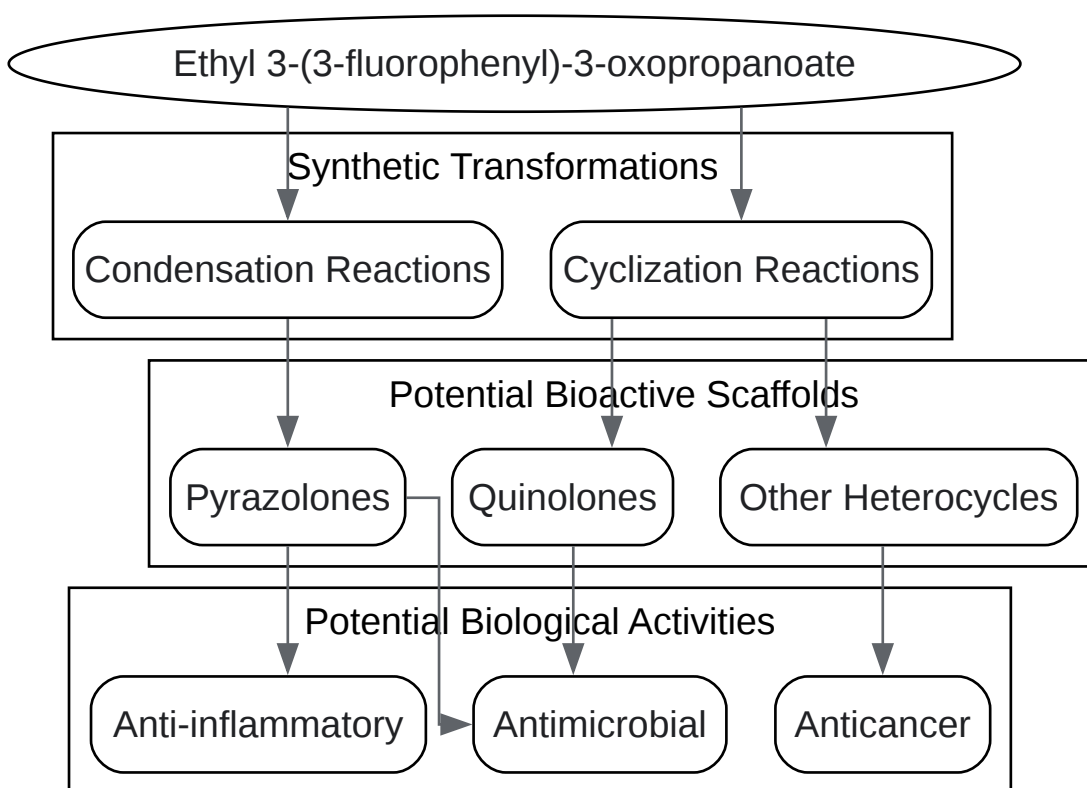 Ethyl 3-(3-fluorophenyl)-3-oxopropanoate
Synthetic Transformations
Condensation Reactions
Cyclization Reactions
Potential Bioactive Scaffolds
Pyrazolones
Quinolones
Other Heterocycles
Potential Biological Activities
Anti-inflammatory
Antimicrobial
Anticancer